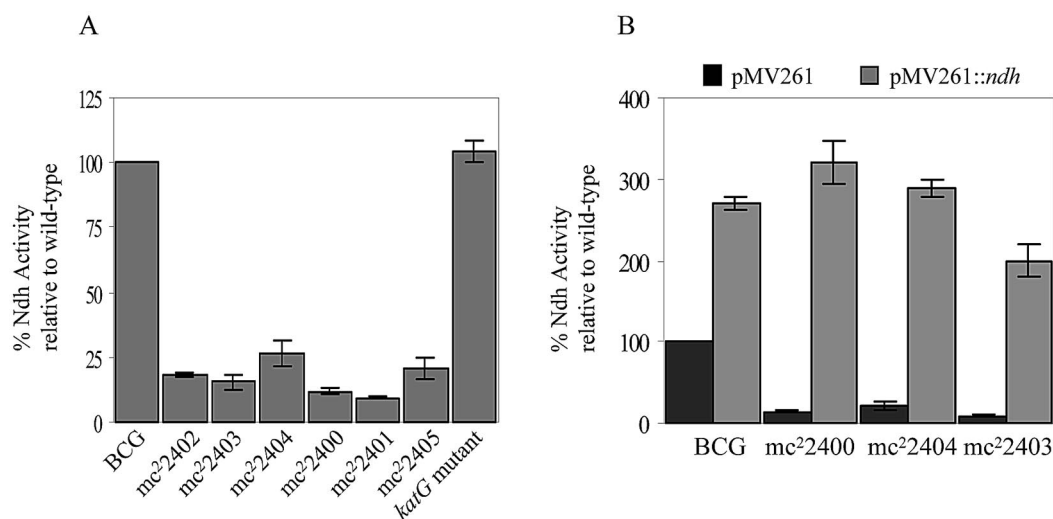 A
% Ndh Activity
relative to wild-type
125
100
75
50
25
0
BCG
mc²2402
mc²2403
mc²2404
mc²2400
mc²2401
mc²2405
katG mutant
B
pMV261
pMV261::ndh
% Ndh Activity
relative to wild-type
400
300
200
100
0
BCG
mc²2400
mc²2404
mc²2403